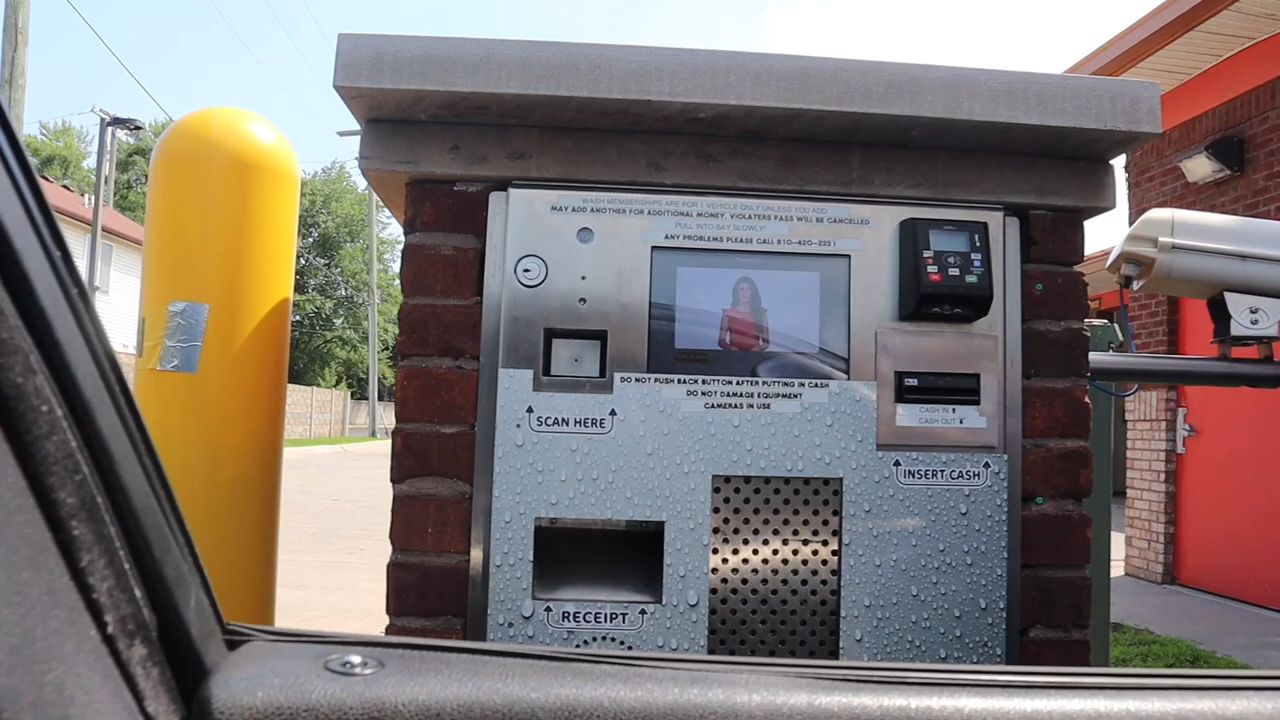 WASH MEMBERSHIPS ARE FOR 1 VEHICLE ONLY UNLESS YOU ADD
MAY ADD ANOTHER FOR ADDITIONAL MONEY. VIOLATERS PASS WILL BE CANCELLED
PULL INTO BAY SLOWLY!
ANY PROBLEMS PLEASE CALL 810-420-2221
DO NOT PUSH BACK BUTTON AFTER PUTTING IN CASH
DO NOT DAMAGE EQUIPMENT
CAMERAS IN USE
SCAN HERE
CASH IN
CASH OUT
INSERT CASH
RECEIPT